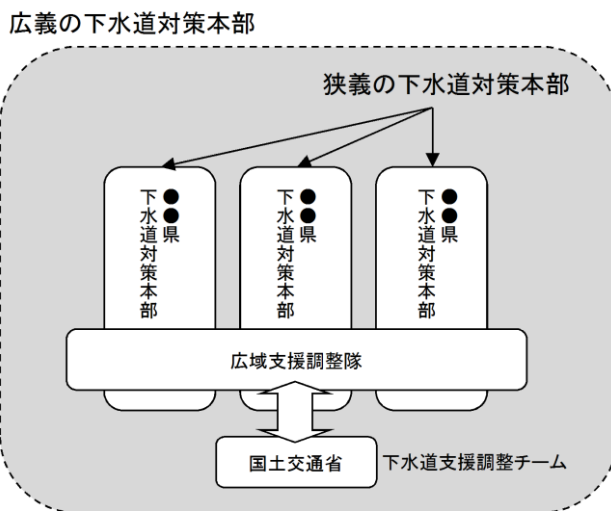 広義の下水道対策本部
狭義の下水道対策本部
●●県
下水道対策本部
●●県
下水道対策本部
●●県
下水道対策本部
広域支援調整隊
国土交通省
下水道支援調整チーム